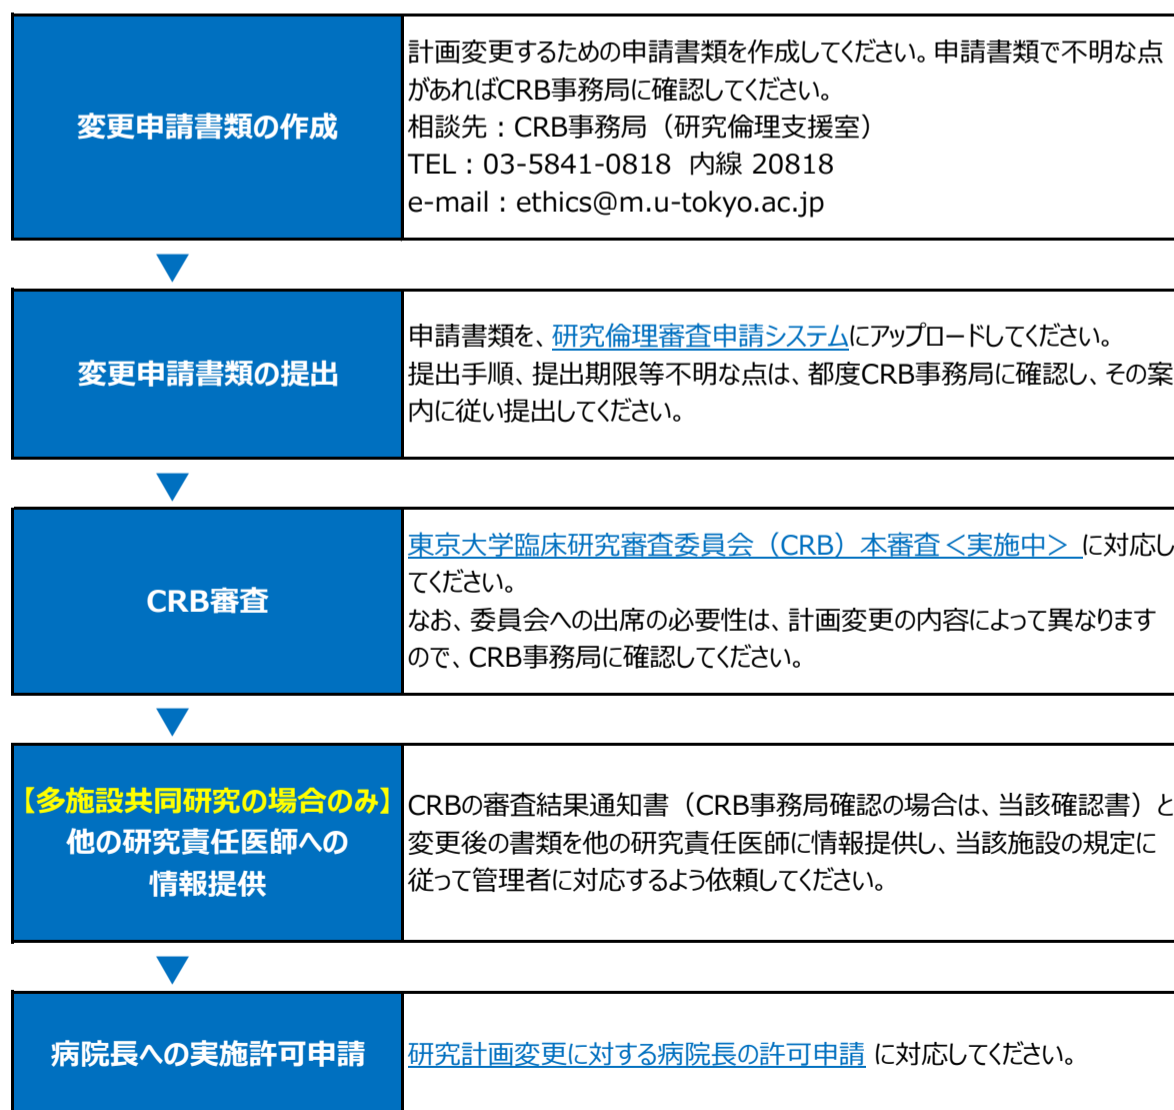 変更申請書類の作成
計画変更するための申請書類を作成してください。申請書類で不明な点
があればCRB事務局に確認してください。
相談先：CRB事務局（研究倫理支援室）
TEL：03-5841-0818 内線 20818
e-mail：ethics@m.u-tokyo.ac.jp
変更申請書類の提出
申請書類を、研究倫理審査申請システムにアップロードしてください。
提出手順、提出期限等不明な点は、都度CRB事務局に確認し、その案
内に従い提出してください。
CRB審査
東京大学臨床研究審査委員会（CRB）本審査＜実施中＞ に対応し
てください。
なお、委員会への出席の必要性は、計画変更の内容によって異なります
ので、CRB事務局に確認してください。
【多施設共同研究の場合のみ】
他の研究責任医師への
情報提供
CRBの審査結果通知書（CRB事務局確認の場合は、当該確認書）と
変更後の書類を他の研究責任医師に情報提供し、当該施設の規定に
従って管理者に対応するよう依頼してください。
病院長への実施許可申請
研究計画変更に対する病院長の許可申請 に対応してください。